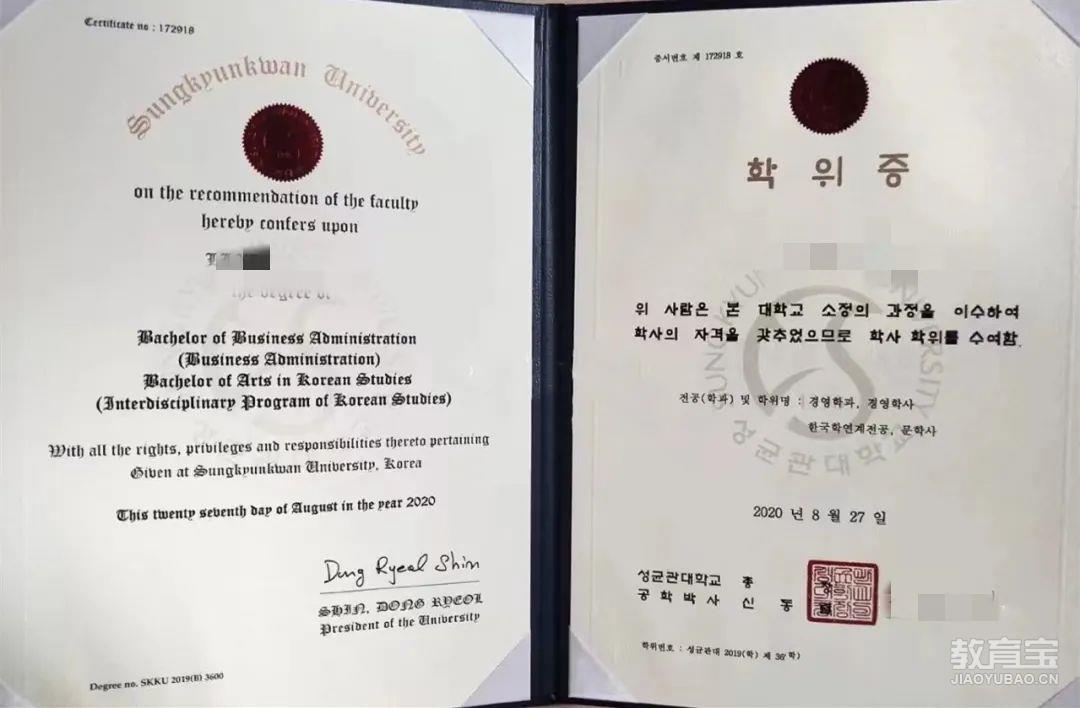 Certificate no : 172918
Sungkyunkwan University
on the recommendation of the faculty
hereby confers upon
the degree of
Bachelor of Business Administration
(Business Administration)
Bachelor of Arts in Korean Studies
(Interdisciplinary Program of Korean Studies)
With all the rights, privileges and responsibilities thereto pertaining
Given at Sungkyunkwan University, Korea
This twenty seventh day of August in the year 2020
Dong Ryeol Shin
SHIN, DONG RYEOL
President of the University
Degree no. SKKU 2019(B) 3600
증서번호 제 172918 호
학 위 증
위 사람은 본 대학교 소정의 과정을 이수하여
학사의 자격을 갖추었으므로 학사 학위를 수여함.
전공(학과) 및 학위명 : 경영학과, 경영학사
한국학연계전공, 문학사
성균관대학교
2020 년 8 월 27 일
성균관대학교 총
공학박사 신 동
학위번호 : 성균관대 2019(학) 제 36
教育宝
JIAOYUBAO.CN